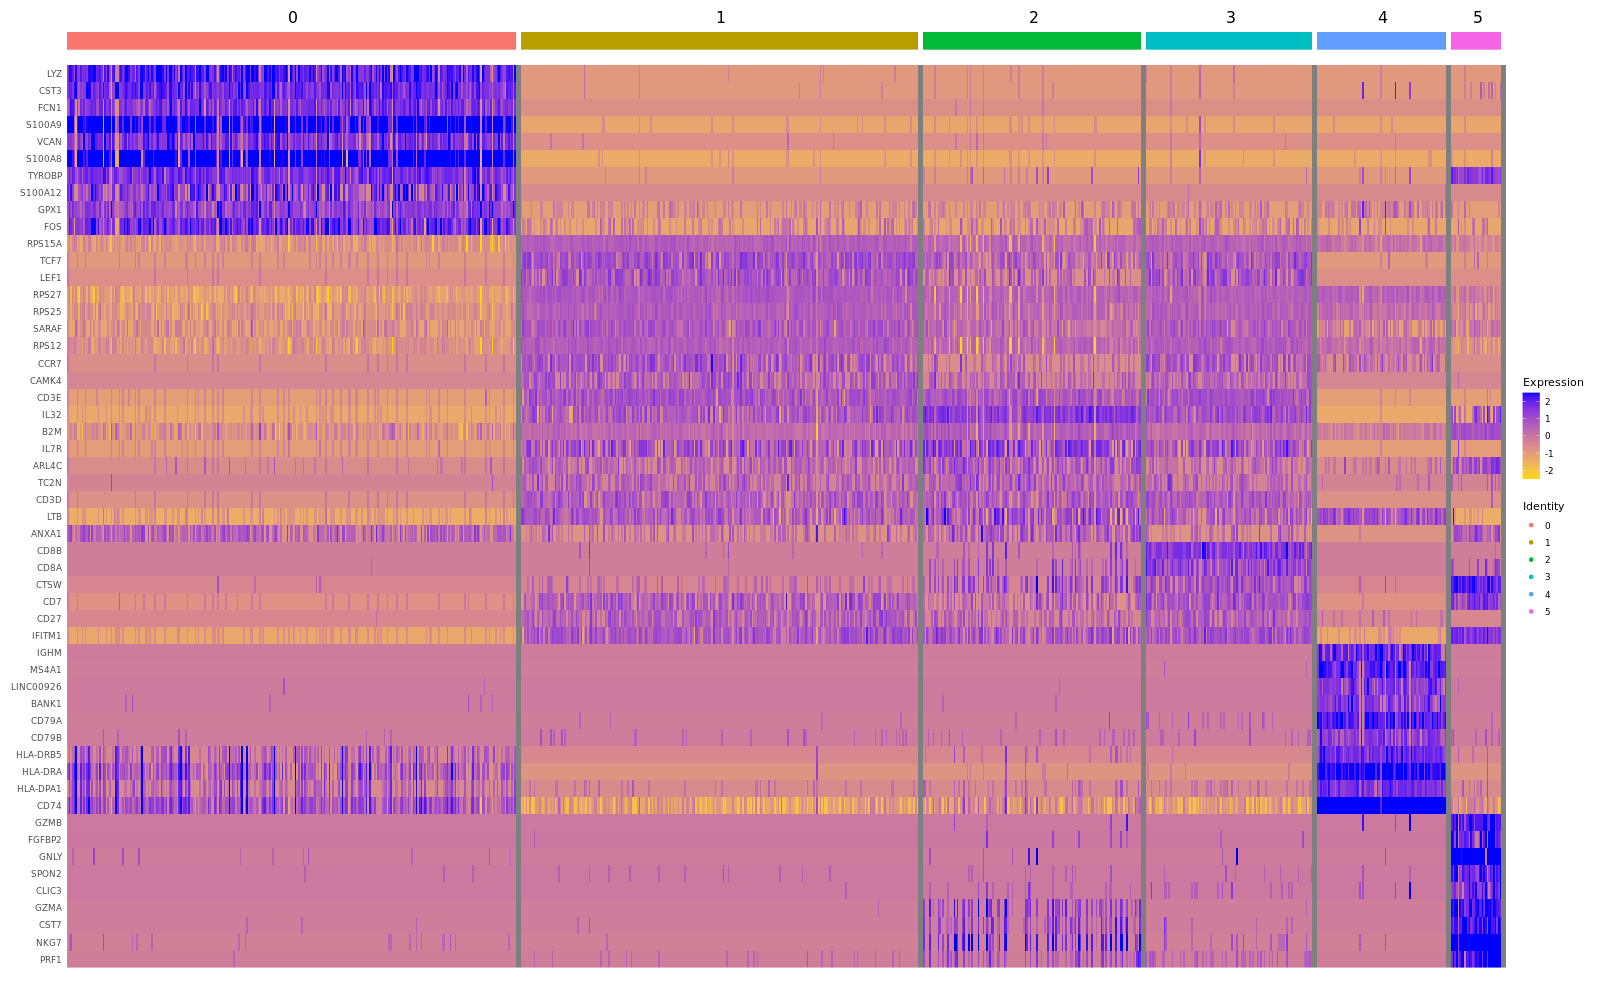 0 1 2 3 4 5
LYZ
CST3
FCN1
S100A9
VCAN
S100A8
TYROBP
S100A12
GPX1
FOS
RPS15A
TCF7
LEF1
RPS27
RPS25
SARAF
RPS12
CCR7
CAMK4
CD3E
IL32
B2M
IL7R
ARL4C
TC2N
CD3D
LTB
ANXA1
CD8B
CD8A
CTSW
CD7
CD27
IFITM1
IGHM
MS4A1
LINC00926
BANK1
CD79A
CD79B
HLA-DRB5
HLA-DRA
HLA-DPA1
CD74
GZMB
FGFBP2
GNLY
SPON2
CLIC3
GZMA
CST7
NKG7
PRF1
Expression
2
1
0
-1
-2
Identity
0
1
2
3
4
5